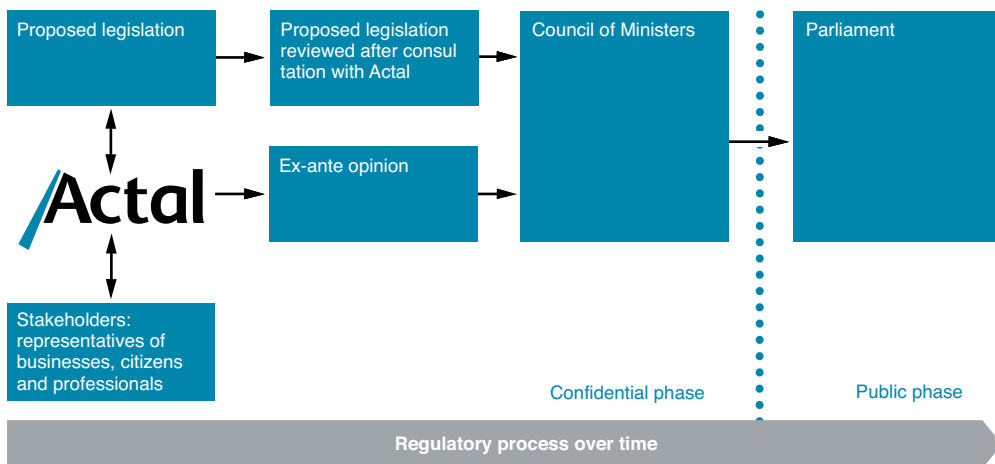 Proposed legislation
Proposed legislation
reviewed after consul
tation with Actal
Council of Ministers
Parliament
Ex-ante opinion
Actal
Stakeholders:
representatives of
businesses, citizens
and professionals
Confidential phase
Public phase
Regulatory process over time